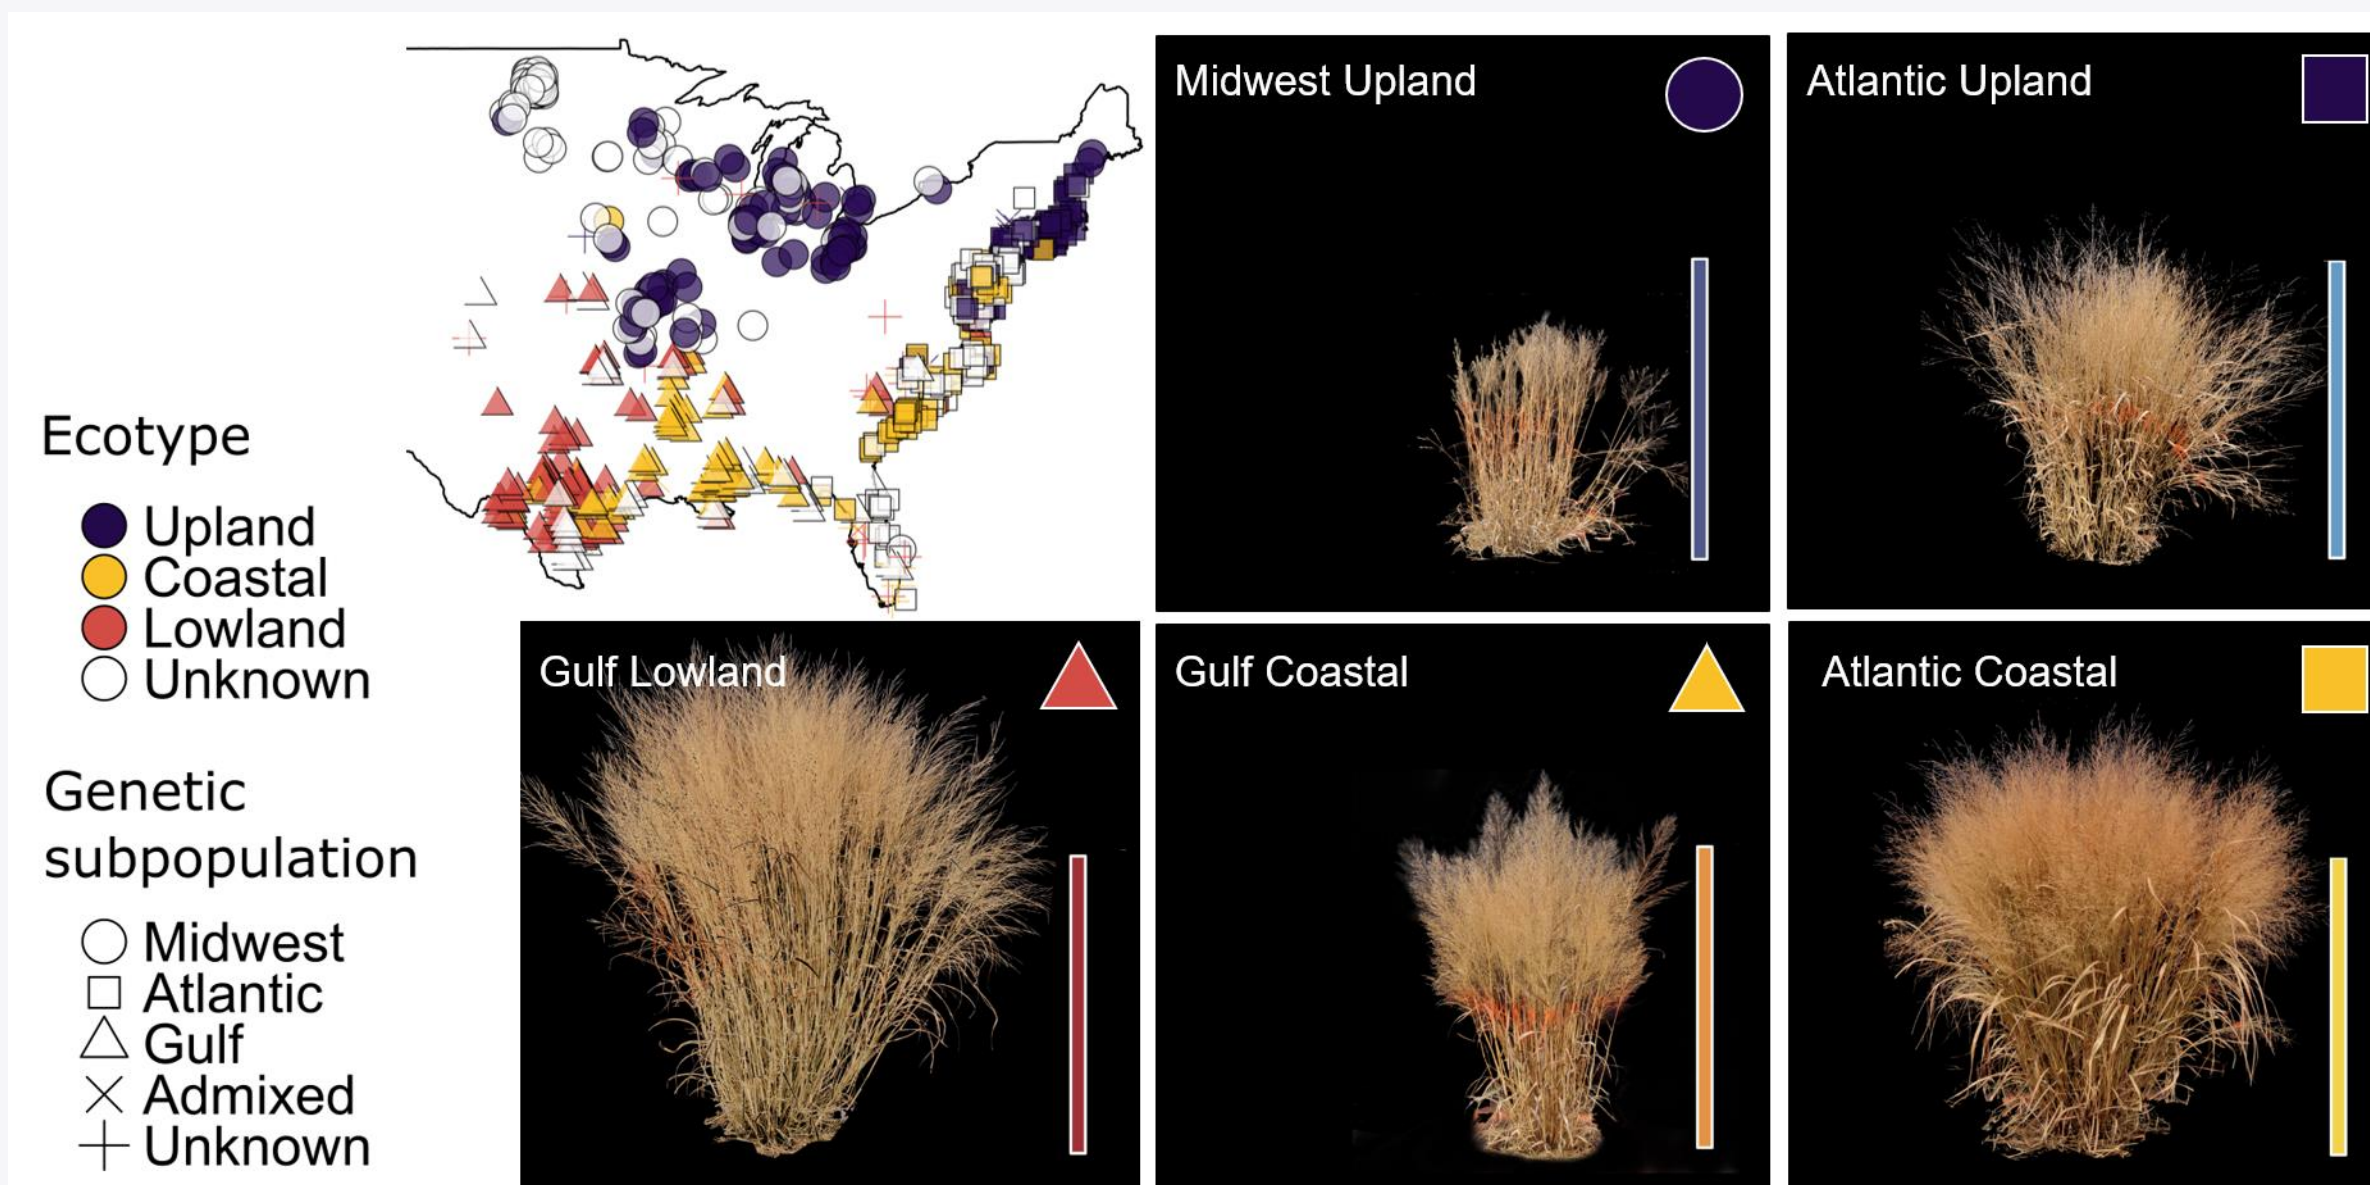 Midwest Upland
Atlantic Upland
Ecotype
Upland
Coastal
Lowland
Unknown
Genetic
subpopulation
Midwest
Atlantic
Gulf
Admixed
Unknown
Gulf Lowland
Gulf Coastal
Atlantic Coastal